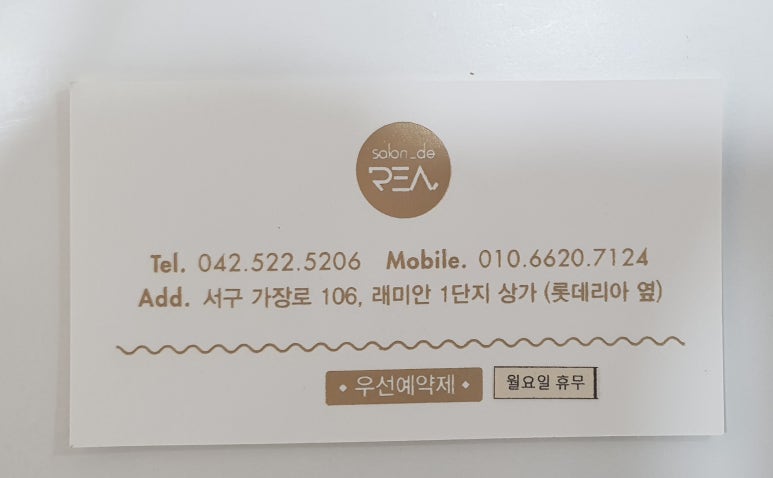 salon_de
REA
Tel. 042.522.5206 Mobile. 010.6620.7124
Add. 서구 가장로 106, 래미안 1단지 상가 (롯데리아 옆)
• 우선예약제 •
월요일 휴무